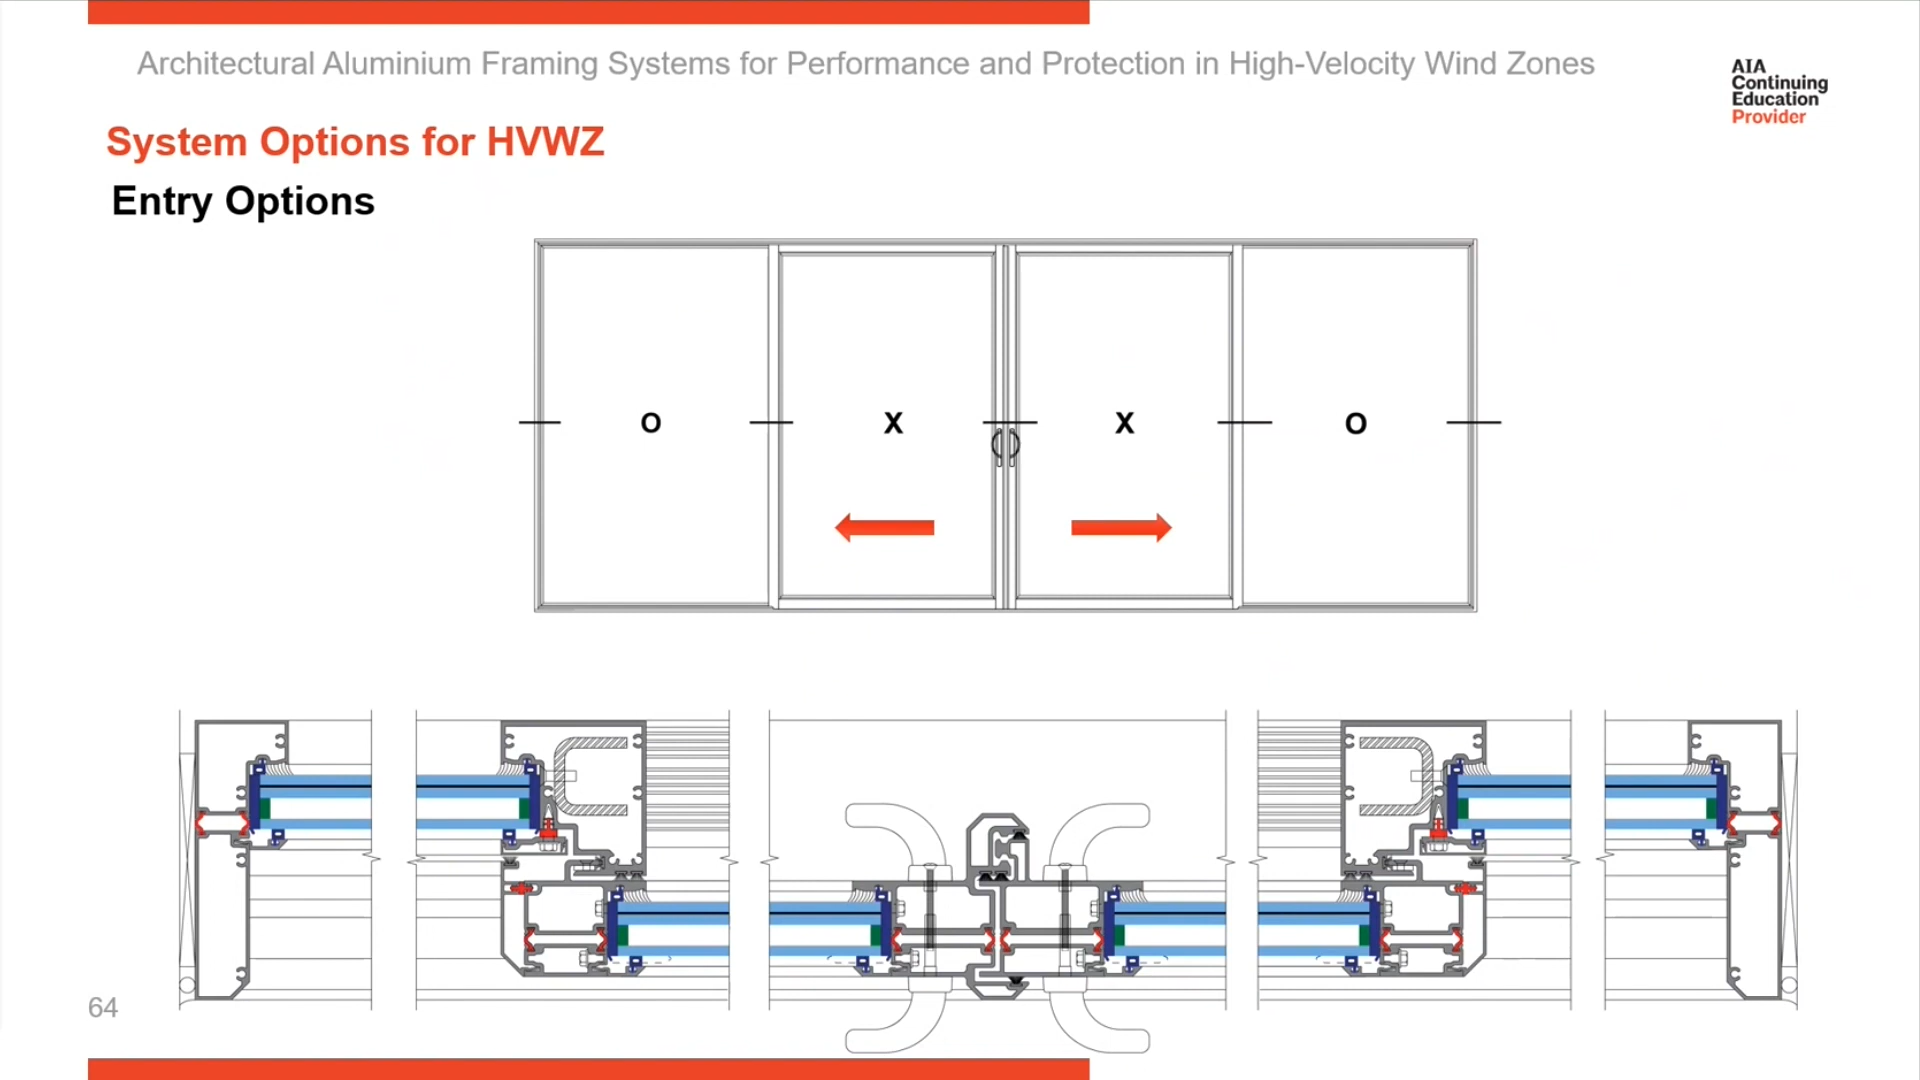 Architectural Aluminium Framing Systems for Performance and Protection in High-Velocity Wind Zones
AIA
Continuing
Education
Provider
System Options for HVWZ
Entry Options
O X X O
64